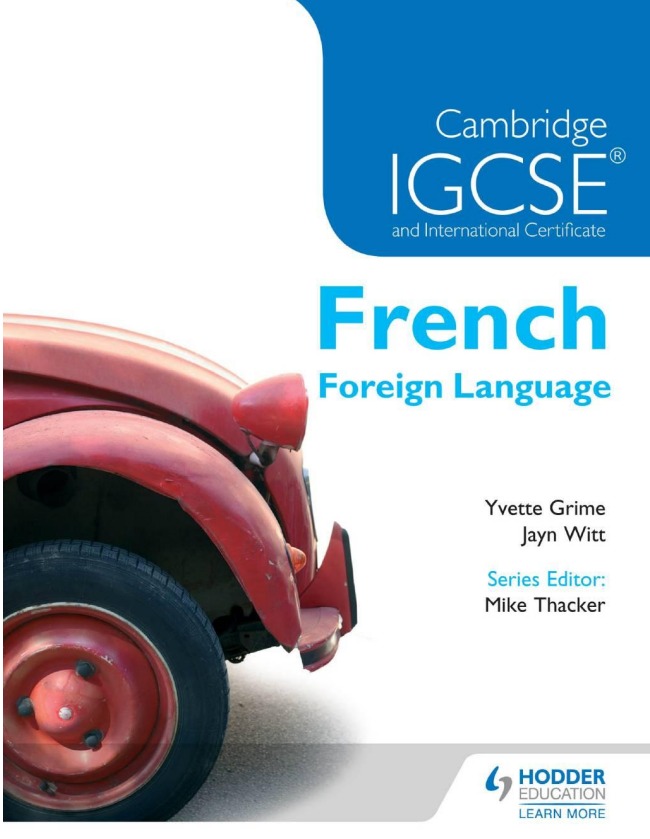 Cambridge
IGCSE®
and International Certificate
French
Foreign Language
Yvette Grime
Jayn Witt
Series Editor:
Mike Thacker
HODDER
EDUCATION
LEARN MORE